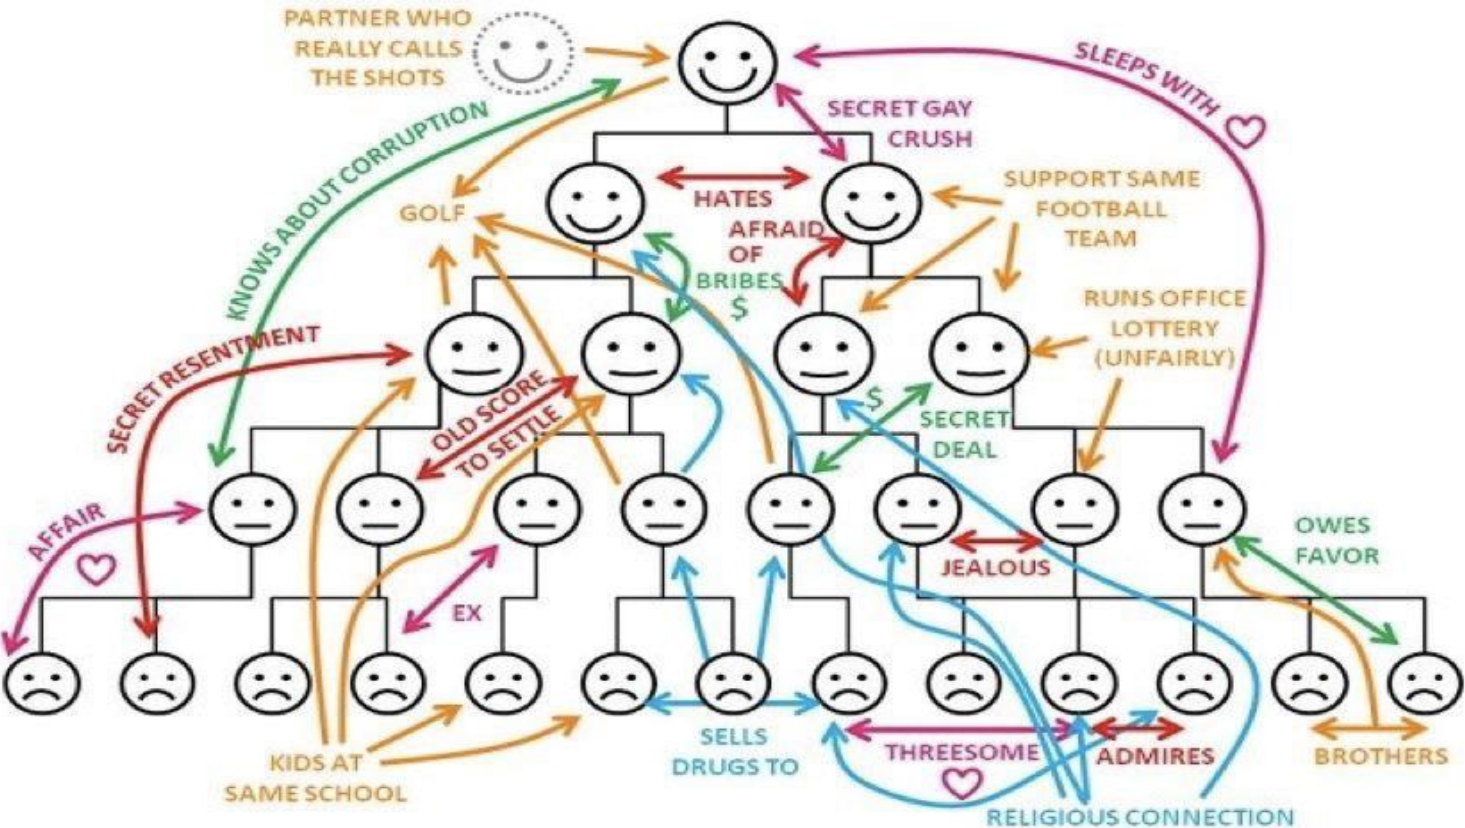 PARTNER WHO
REALLY CALLS
THE SHOTS
SLEEPS WITH
SECRET GAY
CRUSH
KNOWS ABOUT CORRUPTION
HATES
SUPPORT SAME
FOOTBALL
TEAM
GOLF
AFRAID
OF
BRIBES
$
RUNS OFFICE
LOTTERY
(UNFAIRLY)
SECRET RESENTMENT
OLD SCORE
TO SETTLE
$
SECRET
DEAL
AFFAIR
OWES
FAVOR
JEALOUS
EX
KIDS AT
SAME SCHOOL
SELLS
DRUGS TO
THREESOME
ADMIRES
BROTHERS
RELIGIOUS CONNECTION